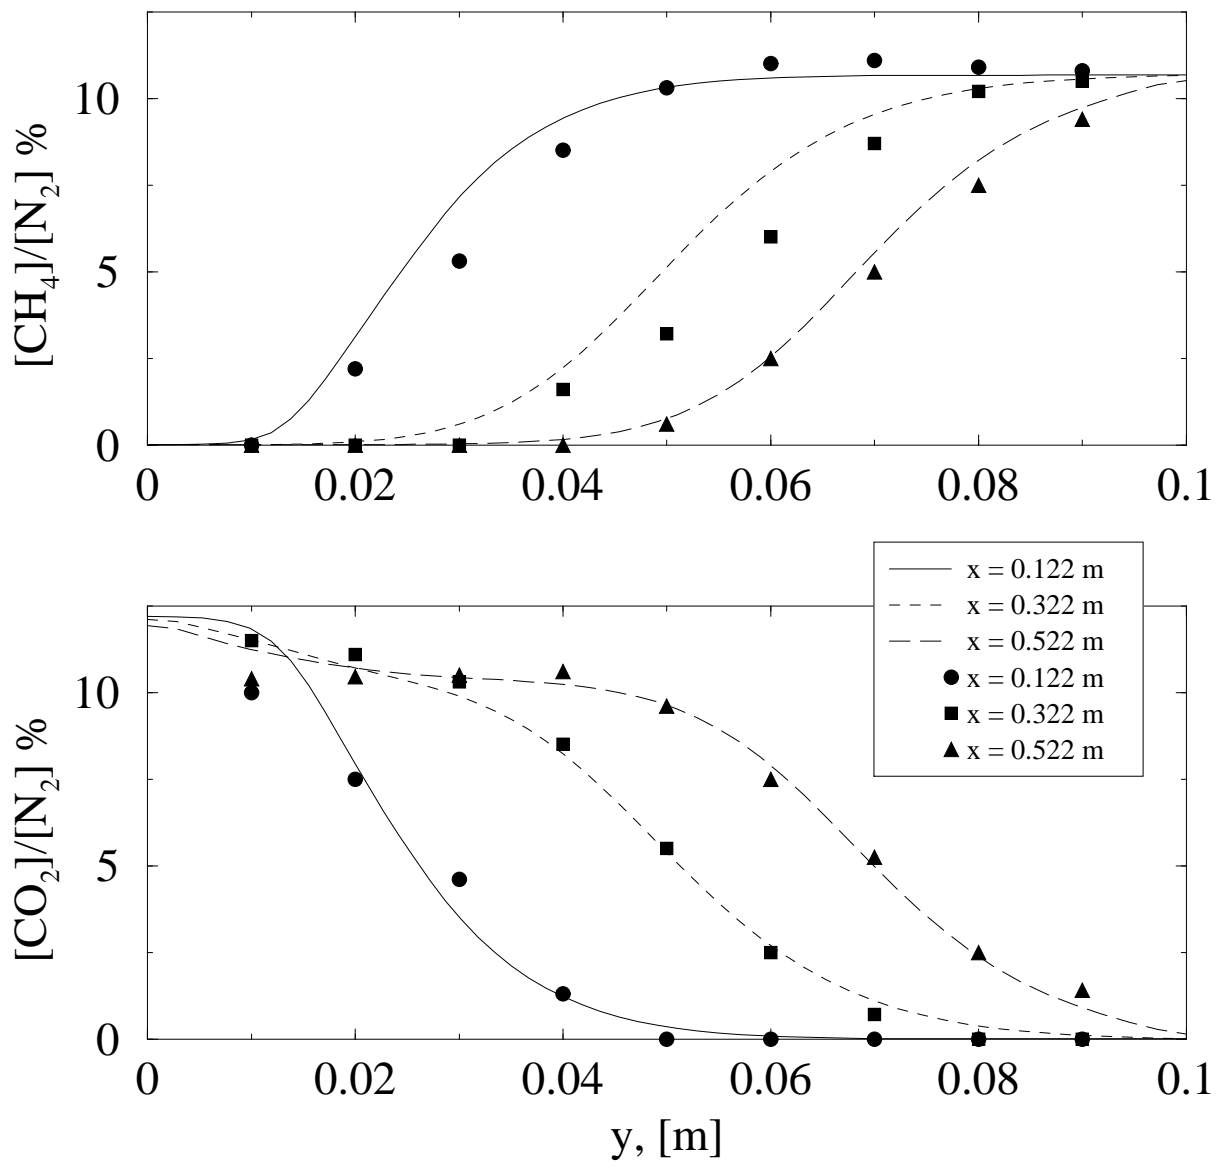 [CH₄]/[N₂] %
10
5
0
0 0.02 0.04 0.06 0.08 0.1
x = 0.122 m
x = 0.322 m
x = 0.522 m
x = 0.122 m
x = 0.322 m
x = 0.522 m
[CO₂]/[N₂] %
10
5
0
0 0.02 0.04 0.06 0.08 0.1
y, [m]